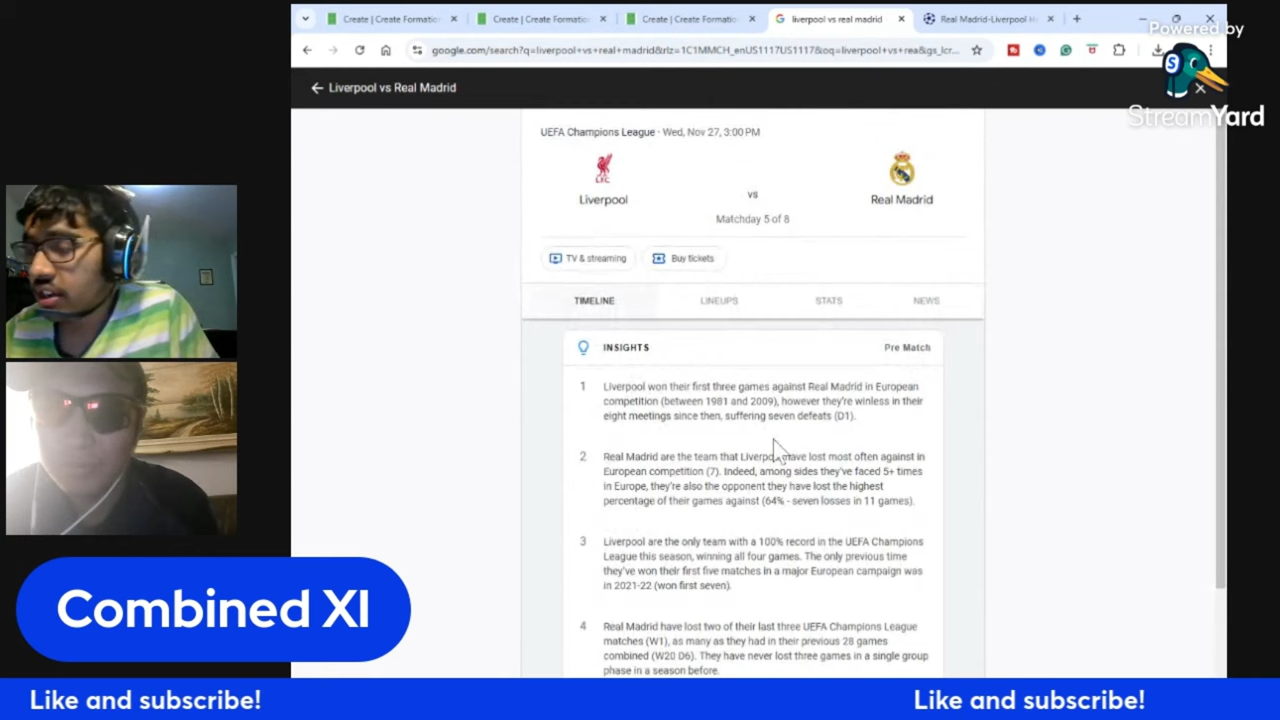 Create | Create Formatio
Create | Create Formatio
Create | Create Formatio
liverpool vs real madrid
Real Madrid-Liverpool
google.com/search?q=liverpool+vs+real+madrid&rlz=1C1MMCH_enUS1117US1117&oq=liverpool+vs+rea&gs_lcr...
Powered by
StreamYard
Liverpool vs Real Madrid
UEFA Champions League · Wed, Nov 27, 3:00 PM
L.F.C
Liverpool
vs
Real Madrid
Matchday 5 of 8
TV & streaming
Buy tickets
TIMELINE
LINEUPS
STATS
NEWS
INSIGHTS
Pre Match
1 Liverpool won their first three games against Real Madrid in European
competition (between 1981 and 2009), however they're winless in their
eight meetings since then, suffering seven defeats (D1).
2 Real Madrid are the team that Liverpool have lost most often against in
European competition (7). Indeed, among sides they've faced 5+ times
in Europe, they're also the opponent they have lost the highest
percentage of their games against (64% - seven losses in 11 games).
3 Liverpool are the only team with a 100% record in the UEFA Champions
League this season, winning all four games. The only previous time
they've won their first five matches in a major European campaign was
in 2021-22 (won first seven).
4 Real Madrid have lost two of their last three UEFA Champions League
matches (W1), as many as they had in their previous 28 games
combined (W20 D6). They have never lost three games in a single group
phase in a season before.
Combined XI
Like and subscribe!
Like and subscribe!